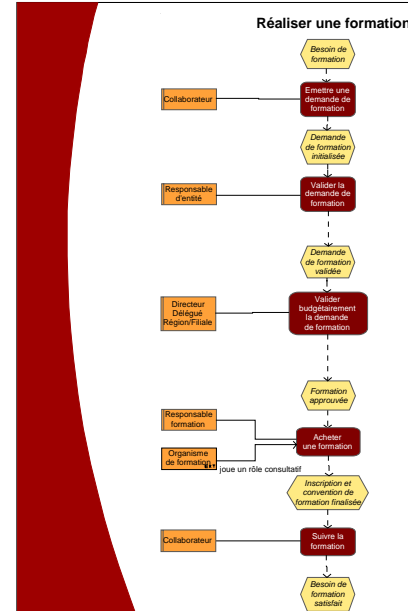 Réaliser une formation
Besoin de
formation
Emettre une
demande de
formation
Collaborateur
Demande
de formation
initialisée
Responsable
d'entité
Valider la
demande de
formation
Demande
de formation
validée
Directeur
Délégué
Région/Filiale
Valider
budgétairement
la demande
de formation
Formation
approuvée
Responsable
formation
Acheter
une formation
Organisme
de formation
joue un rôle consultatif
Inscription et
convention de
formation finalisée
Collaborateur
Suivre la
formation
Besoin de
formation
satisfait